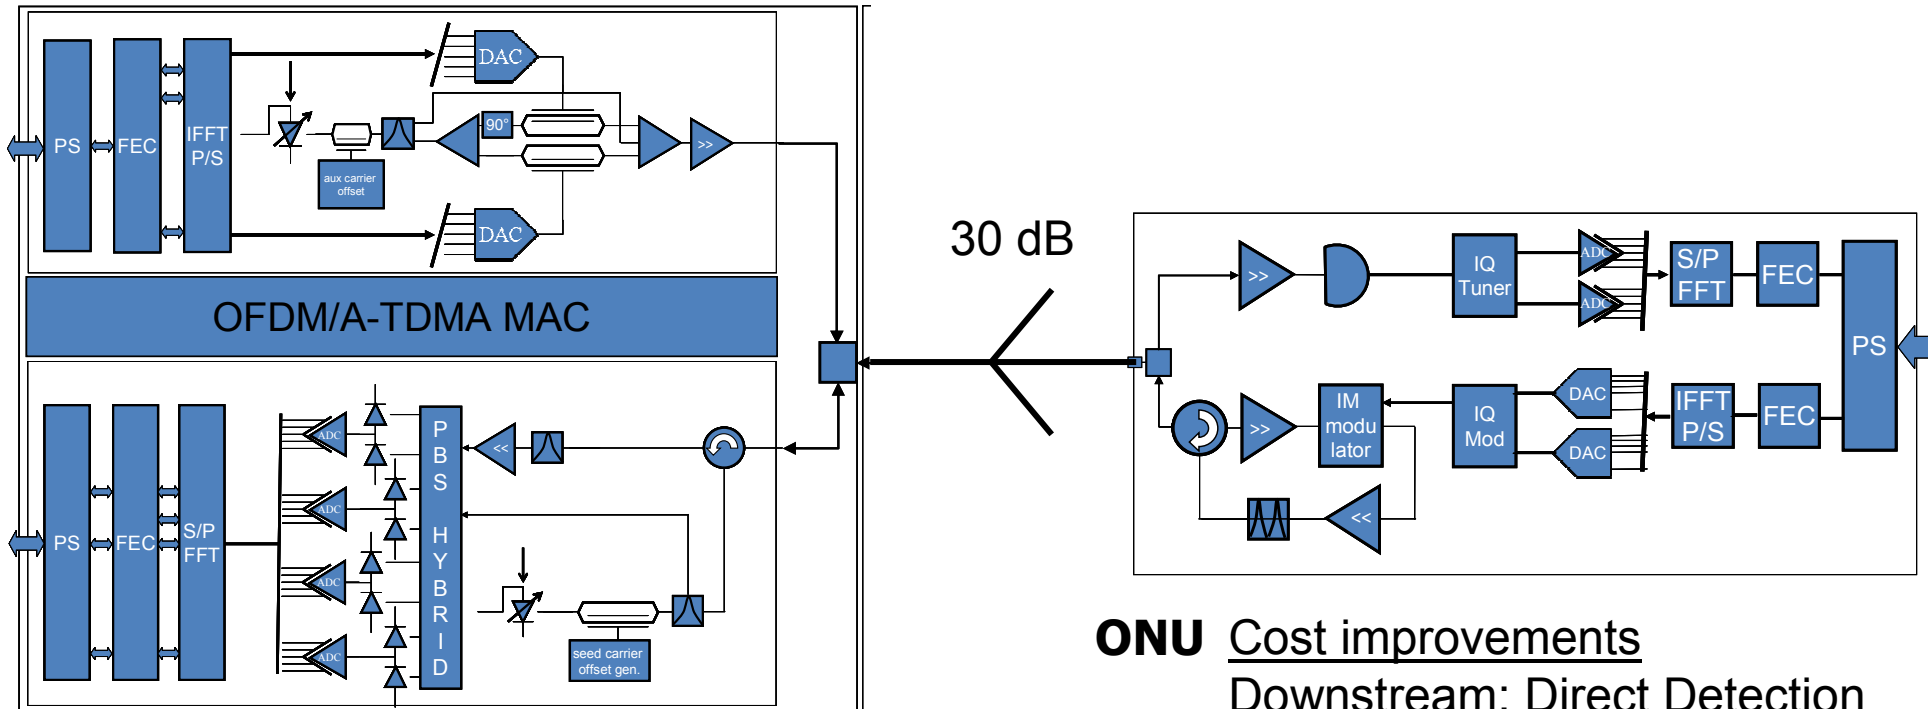 PS
FEC
IFFT
P/S
DAC
90°
>>
aux carrier
offset
DAC
OFDM/A-TDMA MAC
PS
FEC
S/P
FFT
ADC
ADC
ADC
ADC
P
B
S
H
Y
B
R
I
D
<<
seed carrier
offset gen.
30 dB
>>
IQ
Tuner
ADC
ADC
S/P
FFT
FEC
PS
>>
IM
modu
lator
IQ
Mod
DAC
DAC
IFFT
P/S
FEC
<<
ONU Cost improvements
Downstream: Direct Detection